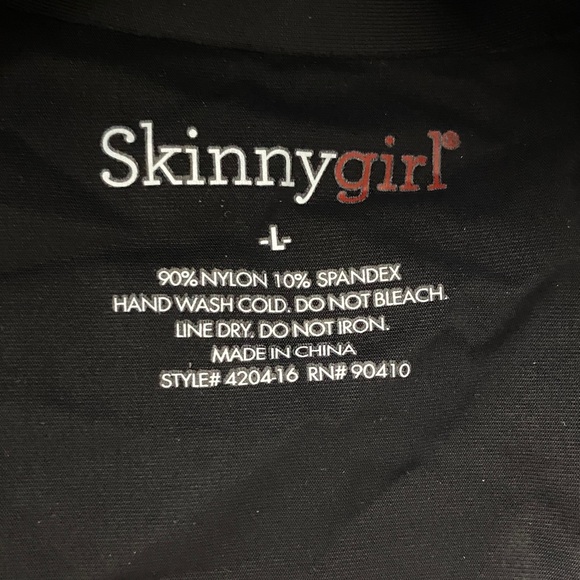 Skinnygirl®
-L-
90% NYLON 10% SPANDEX
HAND WASH COLD. DO NOT BLEACH.
LINE DRY. DO NOT IRON.
MADE IN CHINA
STYLE# 4204-16 RN# 90410